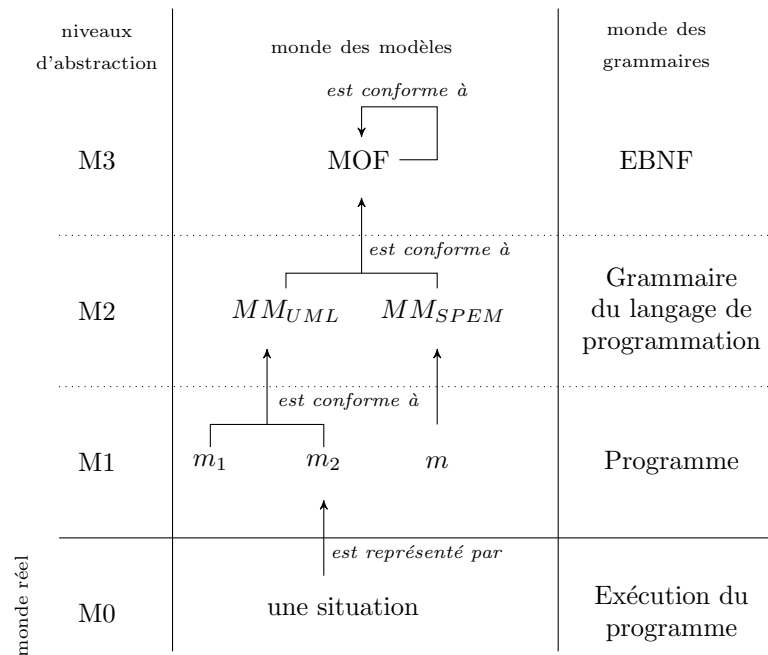 niveaux
d'abstraction
monde des modèles
monde des
grammaires
est conforme à
M3
MOF
EBNF
est conforme à
M2
MM_UML
MM_SPEM
Grammaire
du langage de
programmation
est conforme à
M1
m_1
m_2
m
Programme
est représenté par
monde réel
M0
une situation
Exécution du
programme